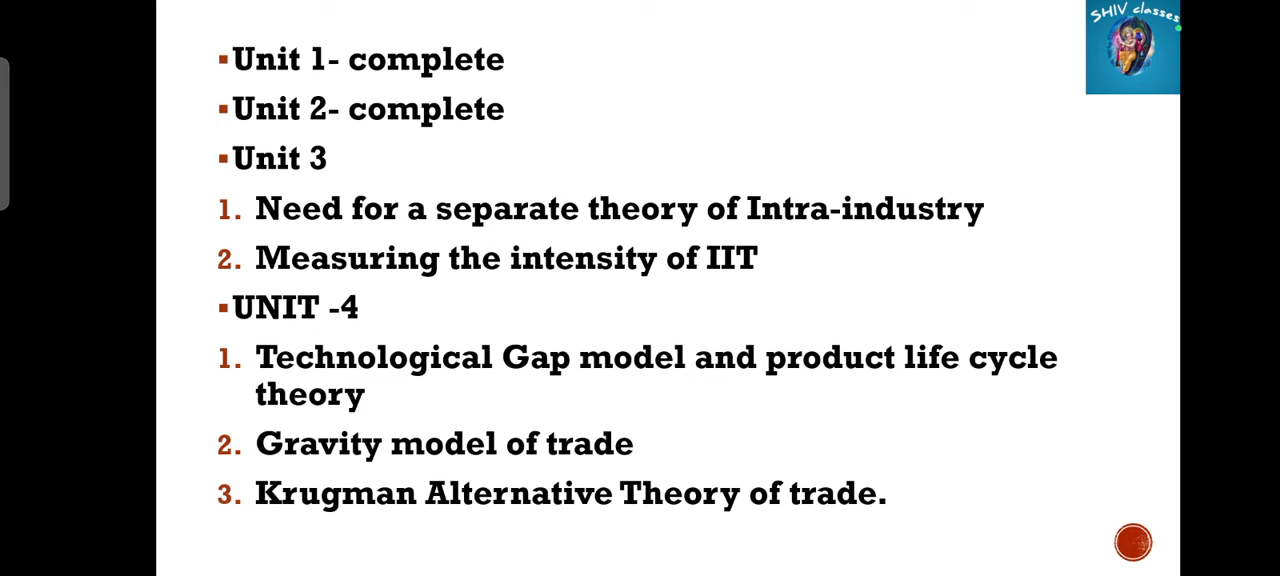 SHIV classes
▪Unit 1- complete
▪Unit 2- complete
▪Unit 3
1. Need for a separate theory of Intra-industry
2. Measuring the intensity of IIT
▪UNIT -4
1. Technological Gap model and product life cycle
theory
2. Gravity model of trade
3. Krugman Alternative Theory of trade.